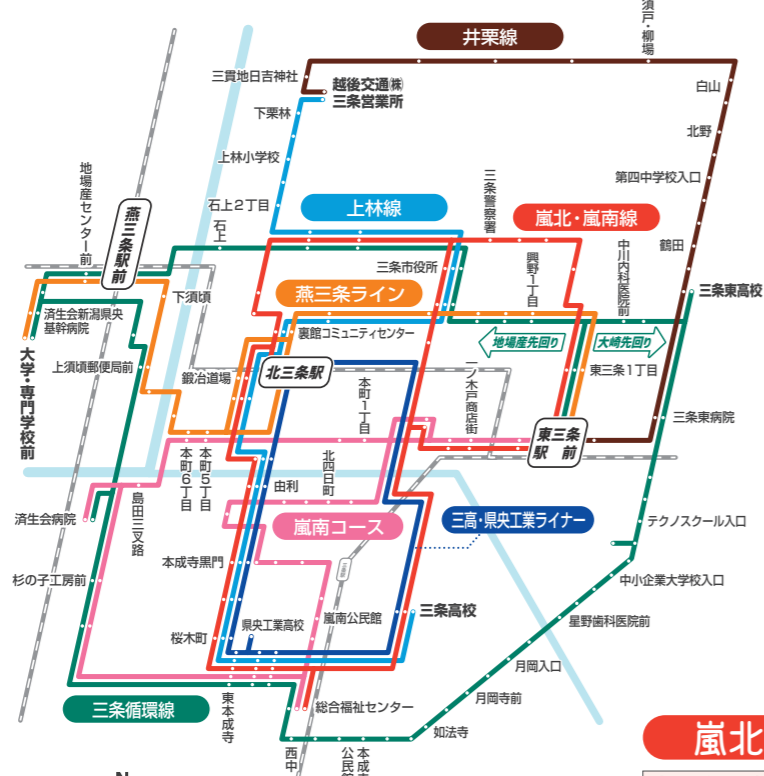 須戸・柳場
井栗線
三貫地日吉神社
越後交通㈱
三条営業所
白山
下栗林
北野
上林小学校
第四中学校入口
地場産センター前
燕三条駅前
石上2丁目
石上
上林線
三条警察署
嵐北・嵐南線
中川内科医院前
鶴田
三条市役所
興野1丁目
三条東高校
下須頃
燕三条ライン
済生会新潟県央
基幹病院
裏館コミュニティセンター
地場産先回り
大崎先回り
大学・専門学校前
上須頃郵便局前
鍛冶道場
北三条駅
本町1丁目
一ノ木戸商店街
東三条1丁目
三条東病院
東三条
駅前
本町6丁目
本町5丁目
北四日町
由利
島田三叉路
済生会病院
嵐南コース
三高・県央工業ライナー
テクノスクール入口
本成寺黒門
杉の子工房前
中小企業大学校入口
県央工業高校
嵐南公民館
三条高校
星野歯科医院前
桜木町
月岡入口
三条循環線
東本成寺
総合福祉センター
月岡寺前
如法寺
西中
本成寺
公民館
嵐北
N